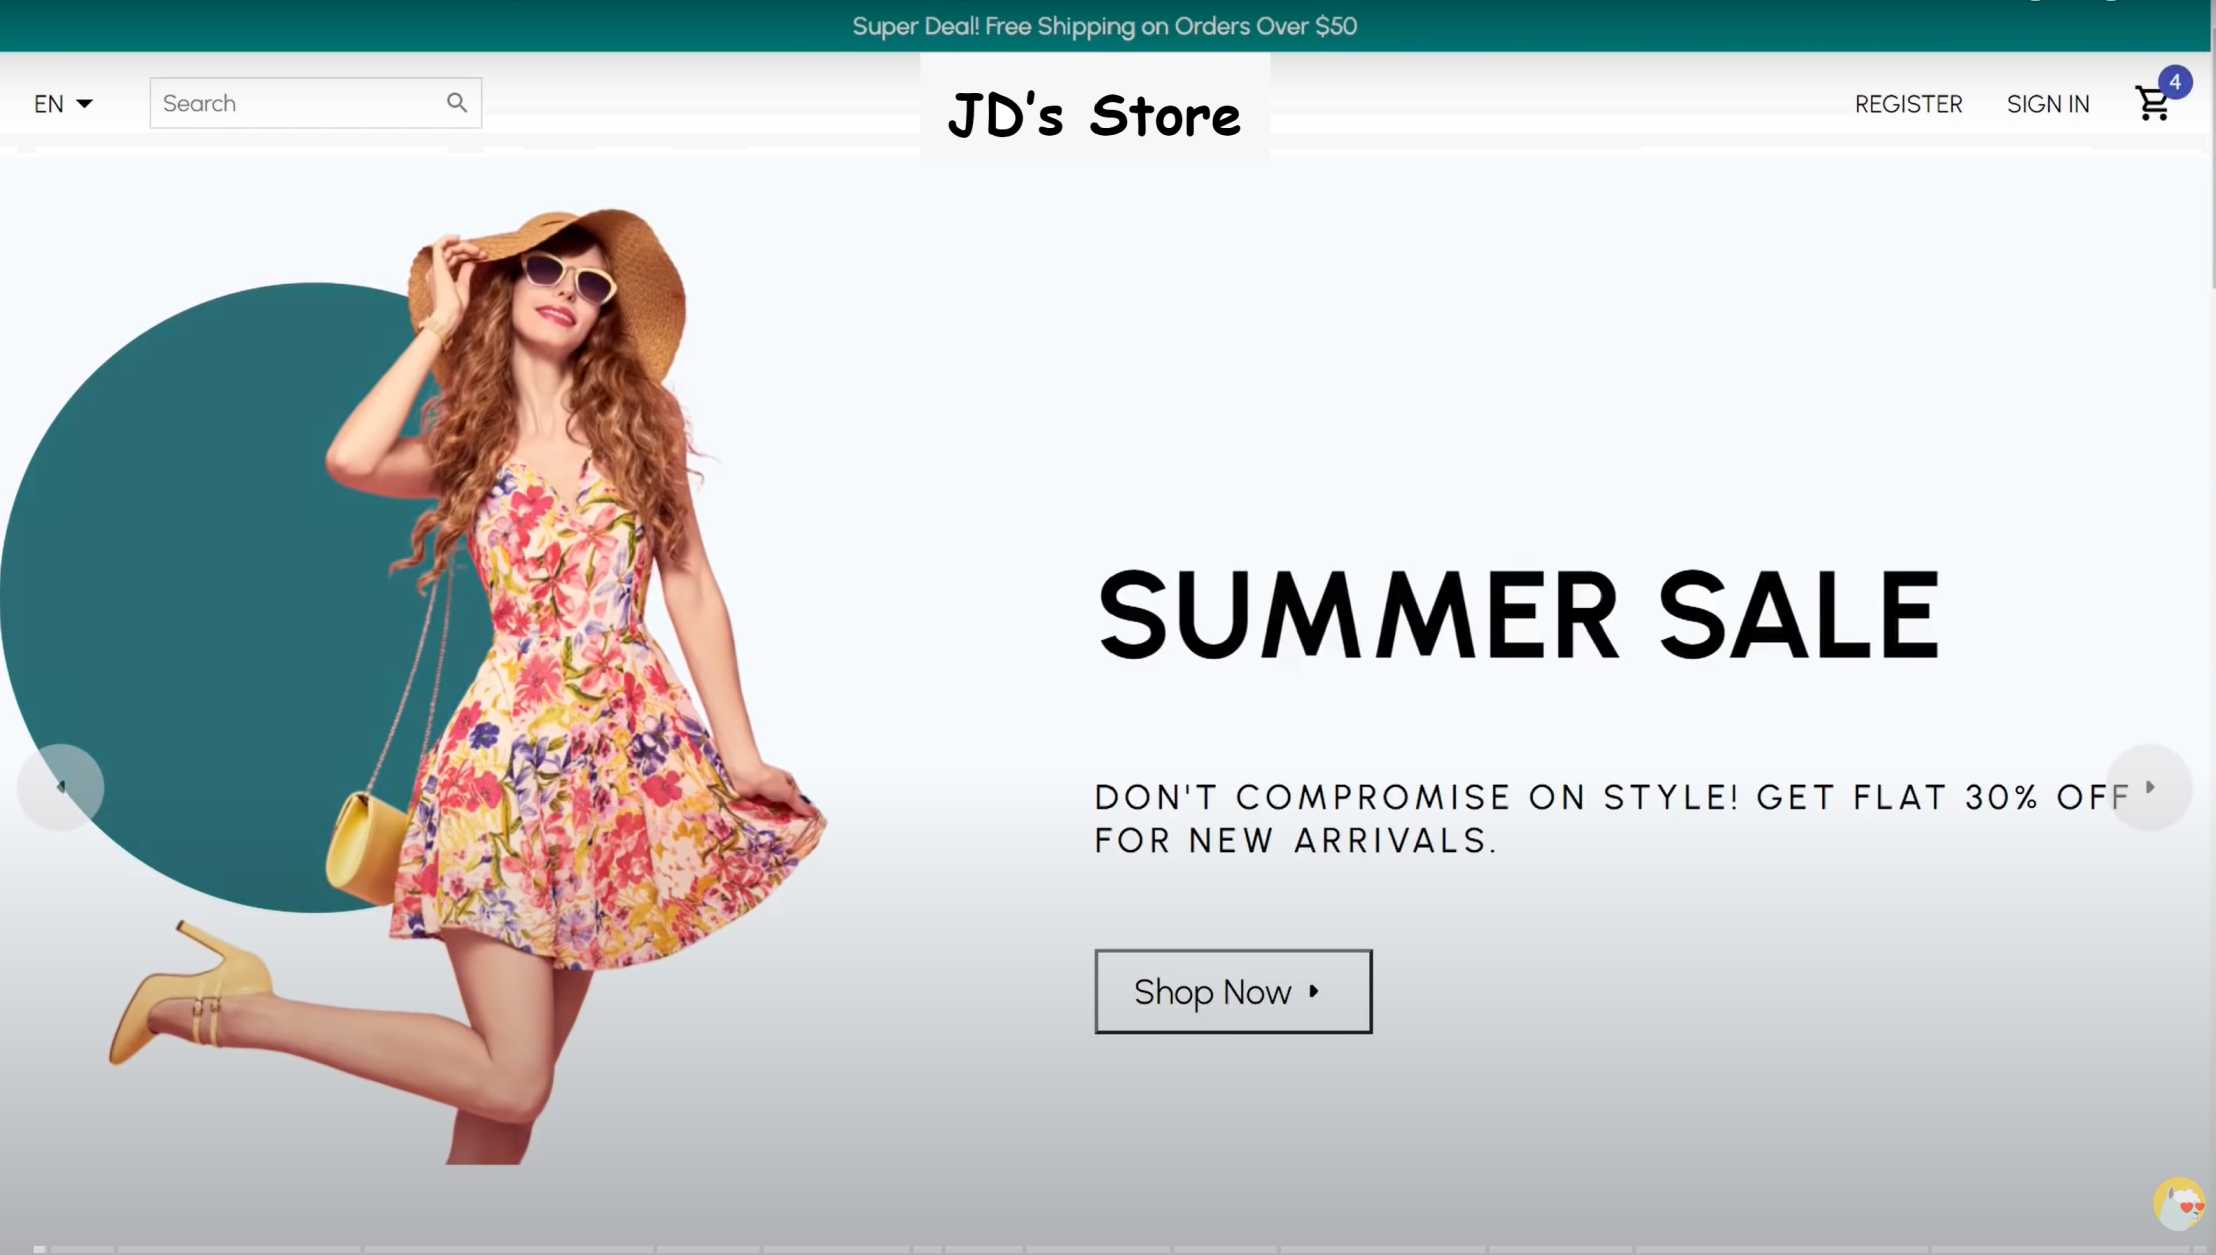 Super Deal! Free Shipping on Orders Over $50
EN
Search
JD's Store
REGISTER
SIGN IN
4
SUMMER SALE
DON'T COMPROMISE ON STYLE! GET FLAT 30% OFF
FOR NEW ARRIVALS.
Shop Now